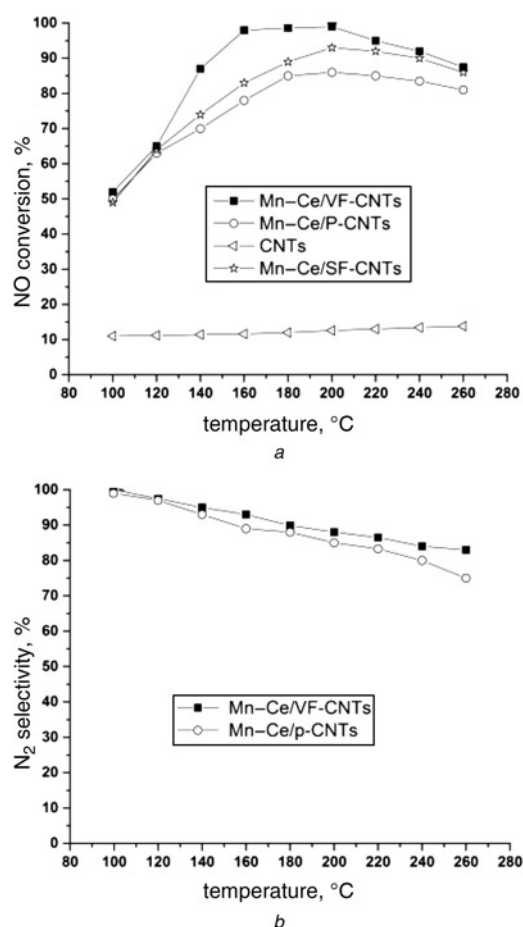 100
90
80
70
60
50
40
30
20
10
0
NO conversion, %
Mn–Ce/VF-CNTs
Mn–Ce/P-CNTs
CNTs
Mn–Ce/SF-CNTs
80 100 120 140 160 180 200 220 240 260 280
temperature, °C
a
100
90
80
70
60
50
40
30
20
10
0
N₂ selectivity, %
Mn–Ce/VF-CNTs
Mn–Ce/p-CNTs
80 100 120 140 160 180 200 220 240 260 280
temperature, °C
b